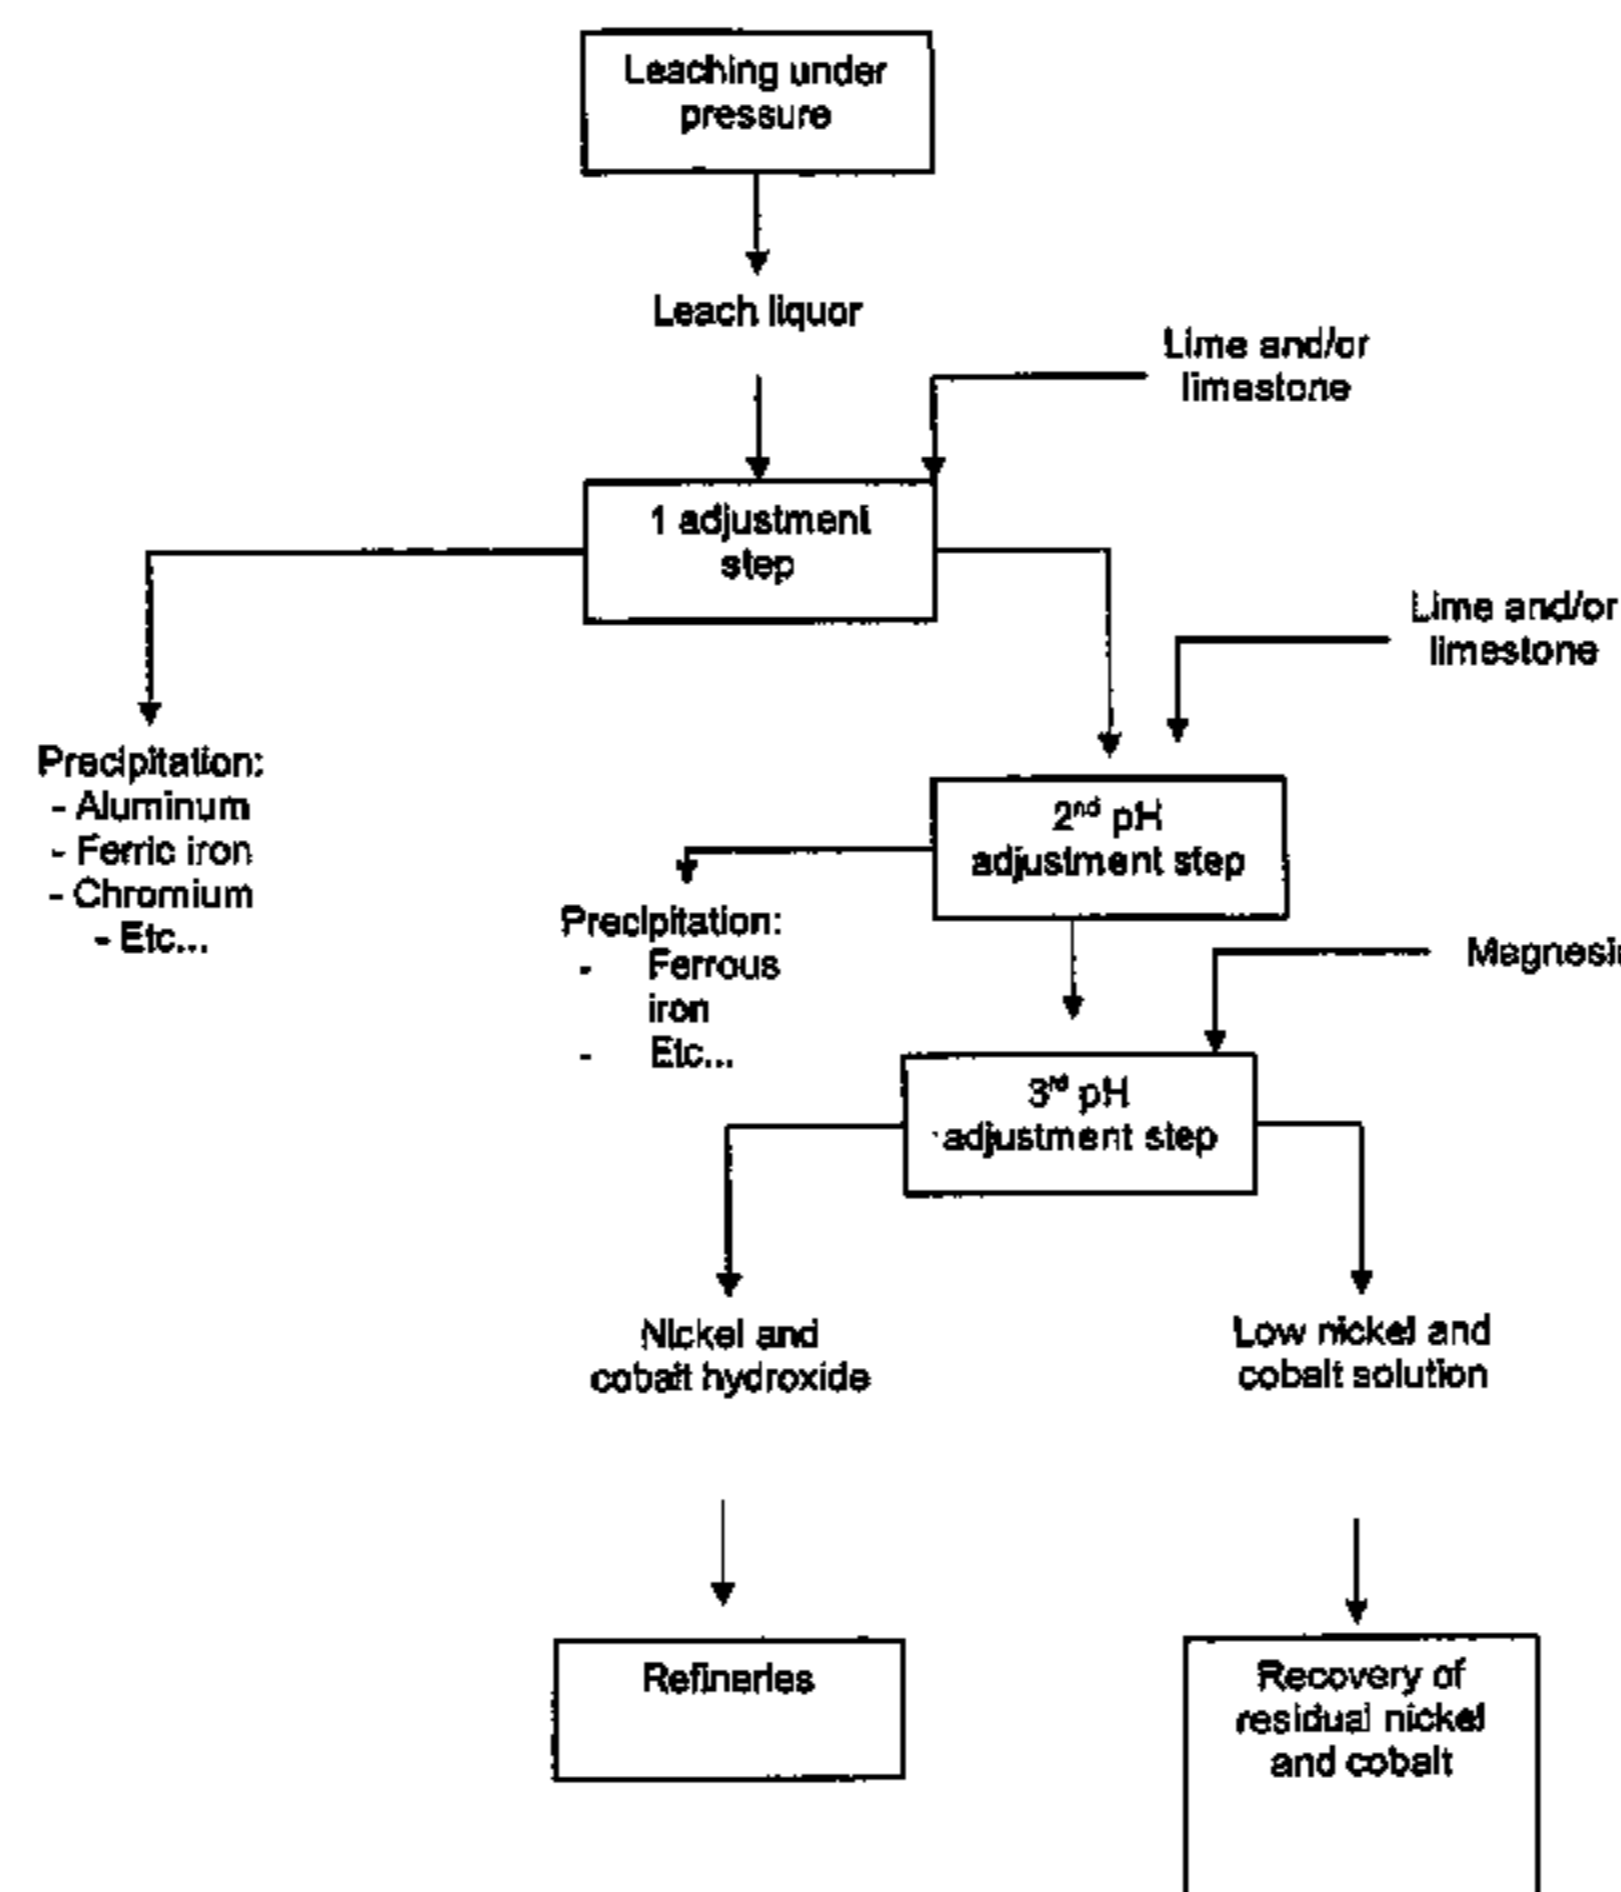 Leaching under
pressure
Leach liquor
Lime and/or
limestone
1 adjustment
step
Lime and/or
limestone
Precipitation:
- Aluminum
- Ferric iron
- Chromium
- Etc...
2nd pH
adjustment step
Precipitation:
- Ferrous
iron
- Etc...
Magnesia
3rd pH
adjustment step
Nickel and
cobalt hydroxide
Low nickel and
cobalt solution
Refineries
Recovery of
residual nickel
and cobalt